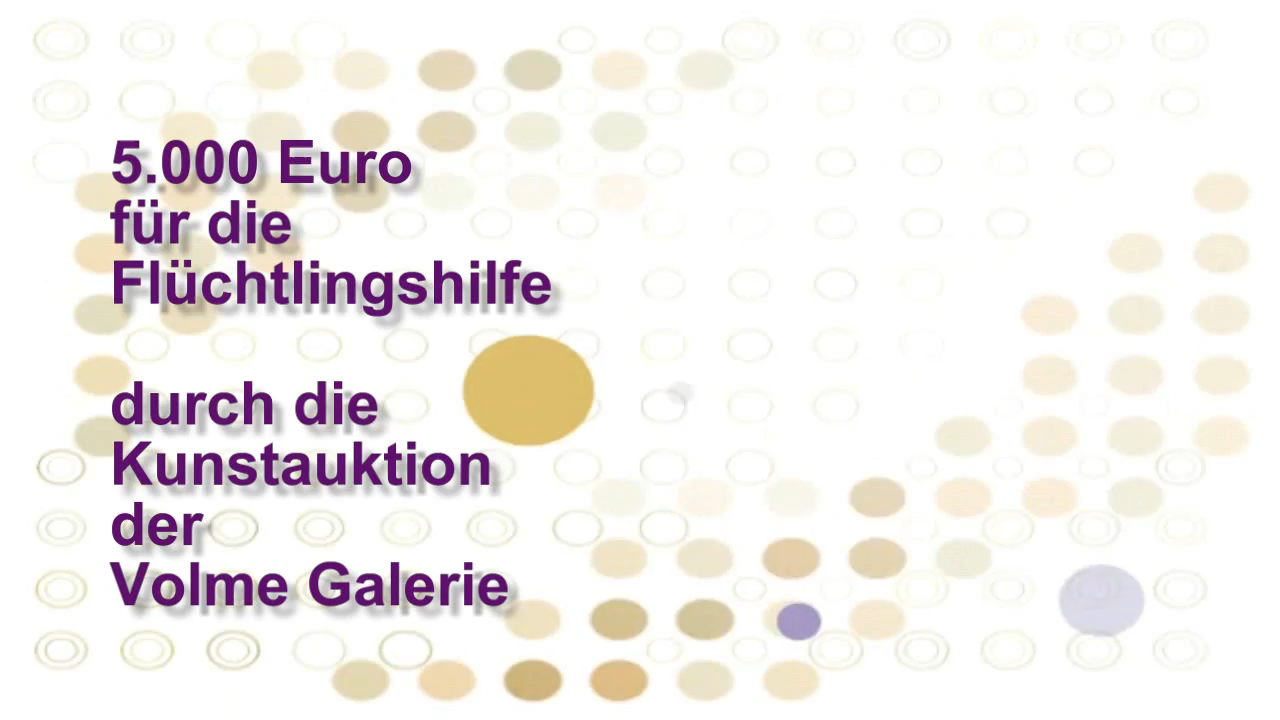 5.000 Euro
für die
Flüchtlingshilfe
durch die
Kunstauktion
der
Volme Galerie